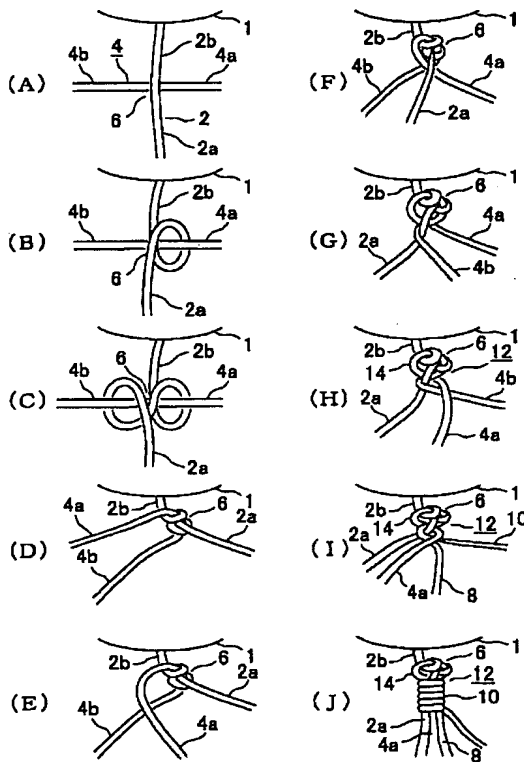 (A) 1 2b 4b 4 4a 6 2 2a
(B) 1 2b 4b 4a 6 2a
(C) 1 6 2b 4b 4a 2a
(D) 1 4a 2b 6 2a 4b
(E) 1 2b 6 2a 4b 4a
(F) 1 2b 6 4b 4a 2a
(G) 1 2b 6 4a 2a 4b
(H) 1 2b 6 14 12 4b 2a 4a
(I) 1 2b 6 14 12 10 2a 4a 8
(J) 1 2b 6 14 12 10 2a 4a 8